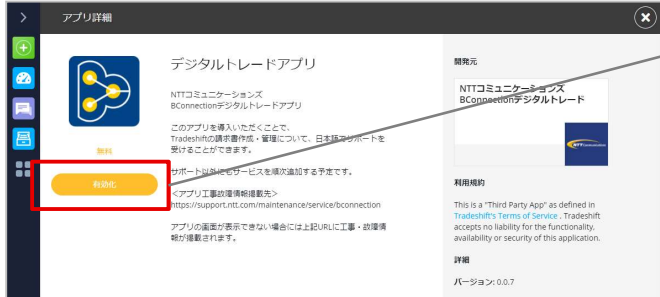 アプリ詳細
デジタルトレードアプリ
NTTコミュニケーションズ
BConnectionデジタルトレードアプリ
このアプリを導入いただくことで、
Tradeshiftの請求書作成・管理について、日本語でサポートを
受けることができます。
サポート以外にもサービスを順次追加する予定です。
<アプリ工事故障情報掲載先>
https://support.ntt.com/maintenance/service/bconnection
アプリの画面が表示できない場合には上記URLに工事・故障情
報が掲載されます。
無料
有効化
開発元
NTTコミュニケーションズ
BConnectionデジタルトレード
NTT Communications
利用規約
This is a "Third Party App" as defined in
Tradeshift's Terms of Service . Tradeshift
accepts no liability for the functionality,
availability or security of this application.
詳細
バージョン: 0.0.7